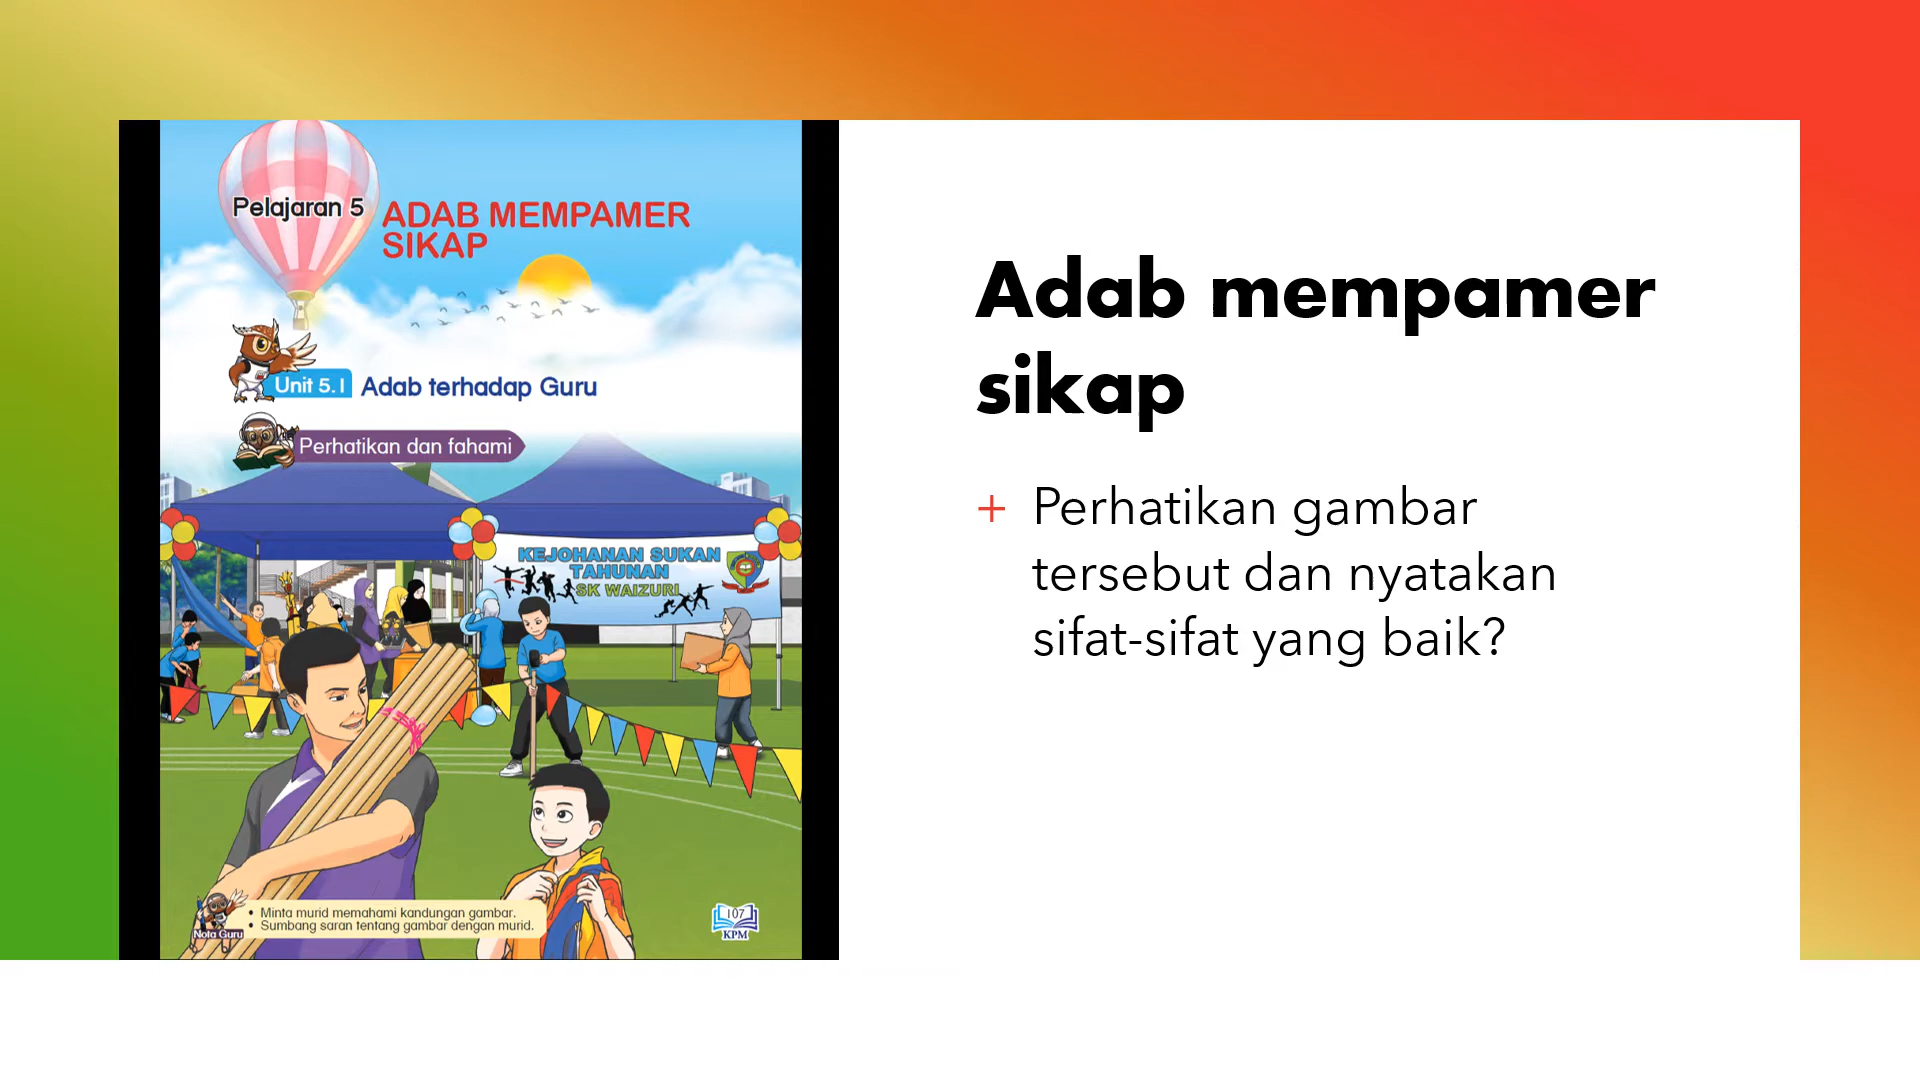 Pelajaran 5
ADAB MEMPAMER
SIKAP
Unit 5.1 Adab terhadap Guru
Perhatikan dan fahami
KEJOHANAN SUKAN
TAHUNAN
SK WAIZURI
• Minta murid memahami kandungan gambar.
• Sumbang saran tentang gambar dengan murid.
Nota Guru
107
KPM
Adab mempamer
sikap
+ Perhatikan gambar
tersebut dan nyatakan
sifat-sifat yang baik?